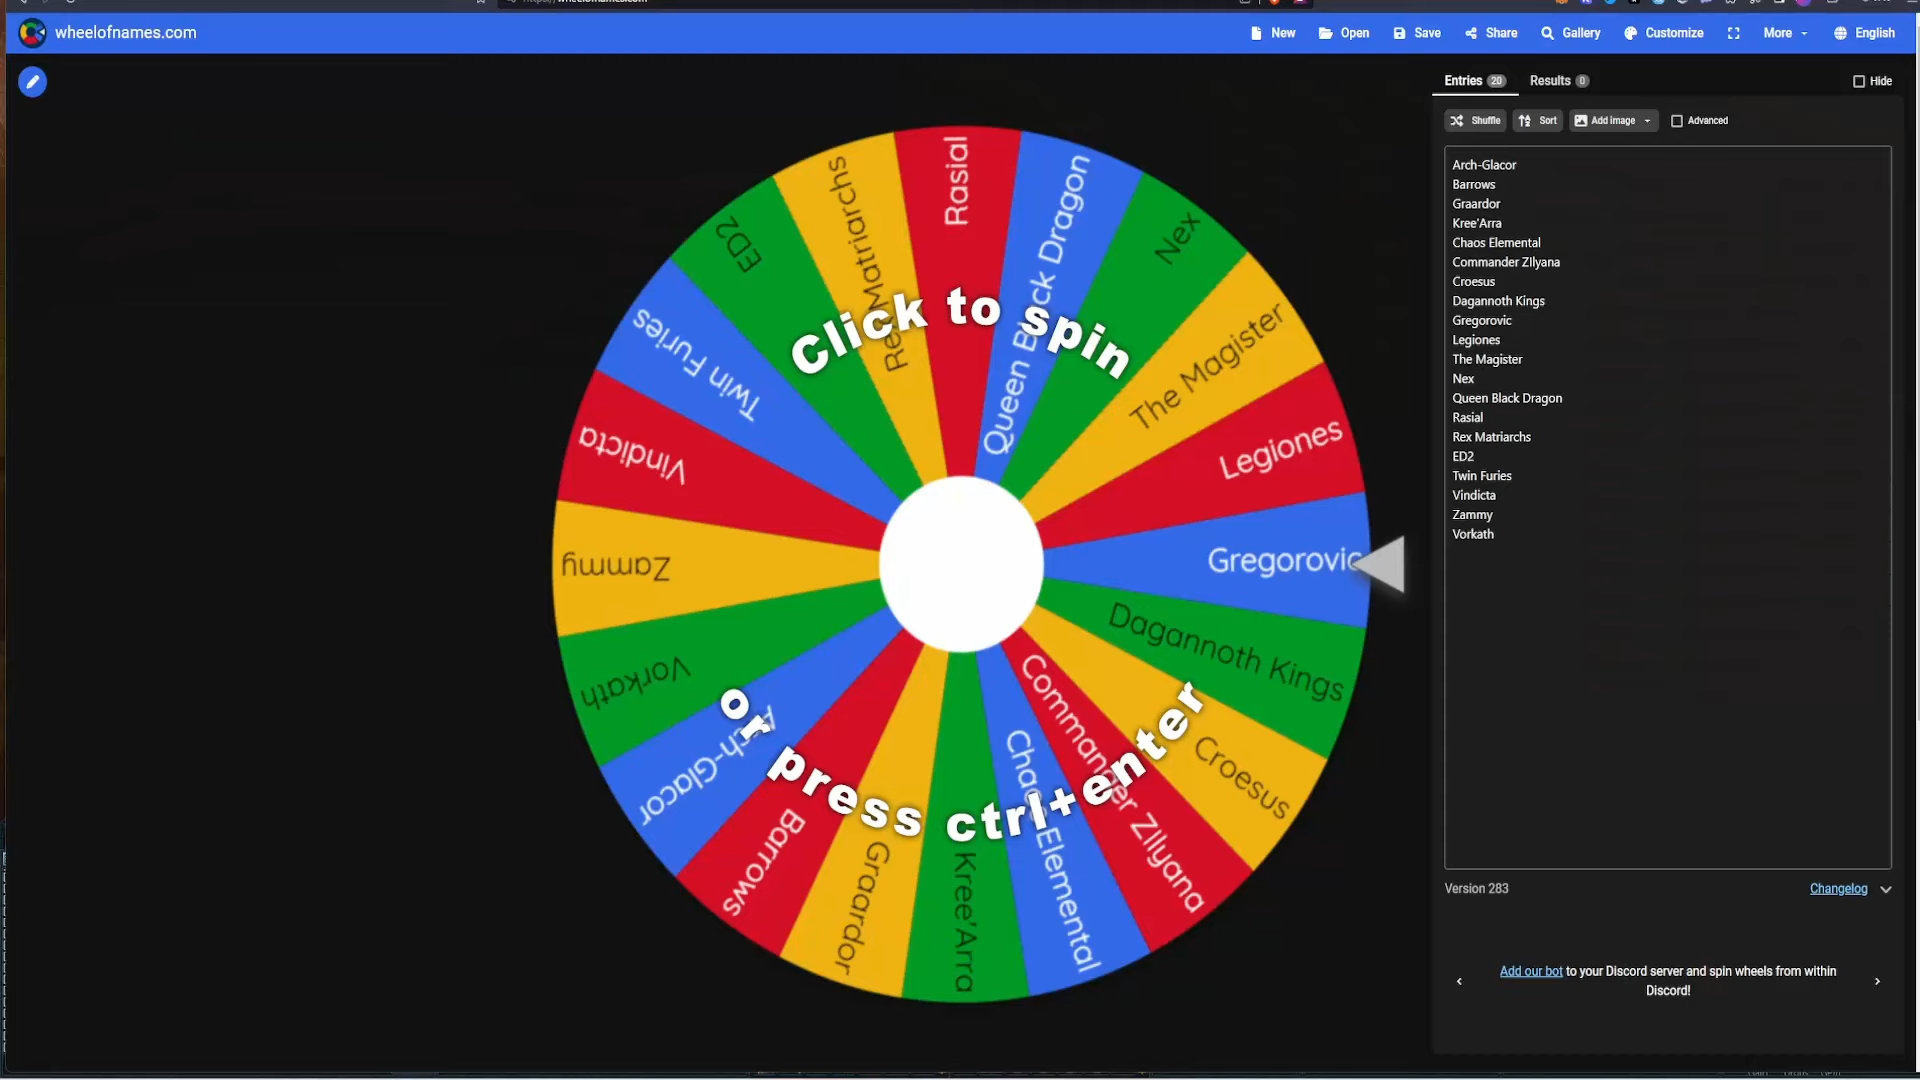 wheelofnames.com
New
Open
Save
Share
Gallery
Customize
More
English
Entries 20
Results 0
Hide
Shuffle
Sort
Add image
Advanced
Arch-Glacor
Barrows
Graardor
Kree'Arra
Chaos Elemental
Commander ZIlyana
Croesus
Dagannoth Kings
Gregorovic
Legiones
The Magister
Nex
Queen Black Dragon
Rasial
Rex Matriarchs
ED2
Twin Furies
Vindicta
Zammy
Vorkath
Rasial
Queen Black Dragon
Nex
The Magister
Legiones
Gregorovic
Dagannoth Kings
Croesus
Commander ZIlyana
Chaos Elemental
Kree'Arra
Graardor
Barrows
Arch-Glacor
Vorkath
Zammy
Vindicta
Twin Furies
ED2
Rex Matriarchs
Click to spin
or press ctrl+enter
Version 283
Changelog
Add our bot to your Discord server and spin wheels from within
Discord!